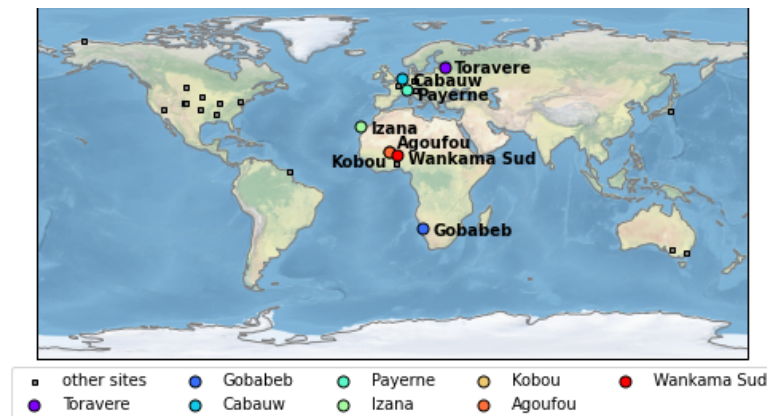 Toravere
Cabauw
Payerne
Izana
Agoufou
Kobou
Wankama Sud
Gobabeb
other sites
Gobabeb
Payerne
Kobou
Wankama Sud
Toravere
Cabauw
Izana
Agoufou